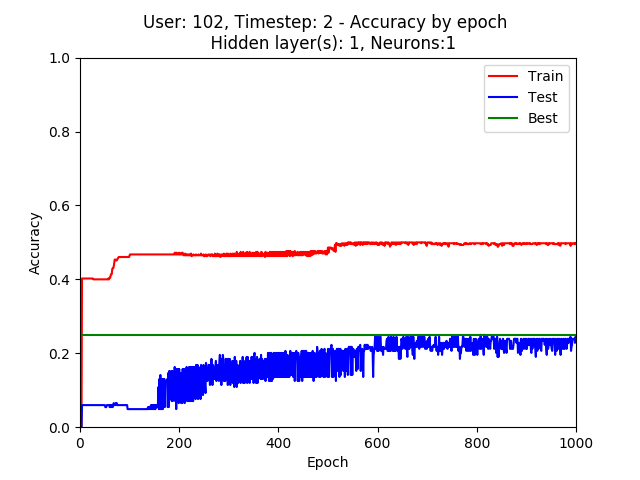 User: 102, Timestep: 2 - Accuracy by epoch
Hidden layer(s): 1, Neurons:1
1.0
0.8
0.6
0.4
0.2
0.0
Accuracy
Train
Test
Best
0
200
400
600
800
1000
Epoch